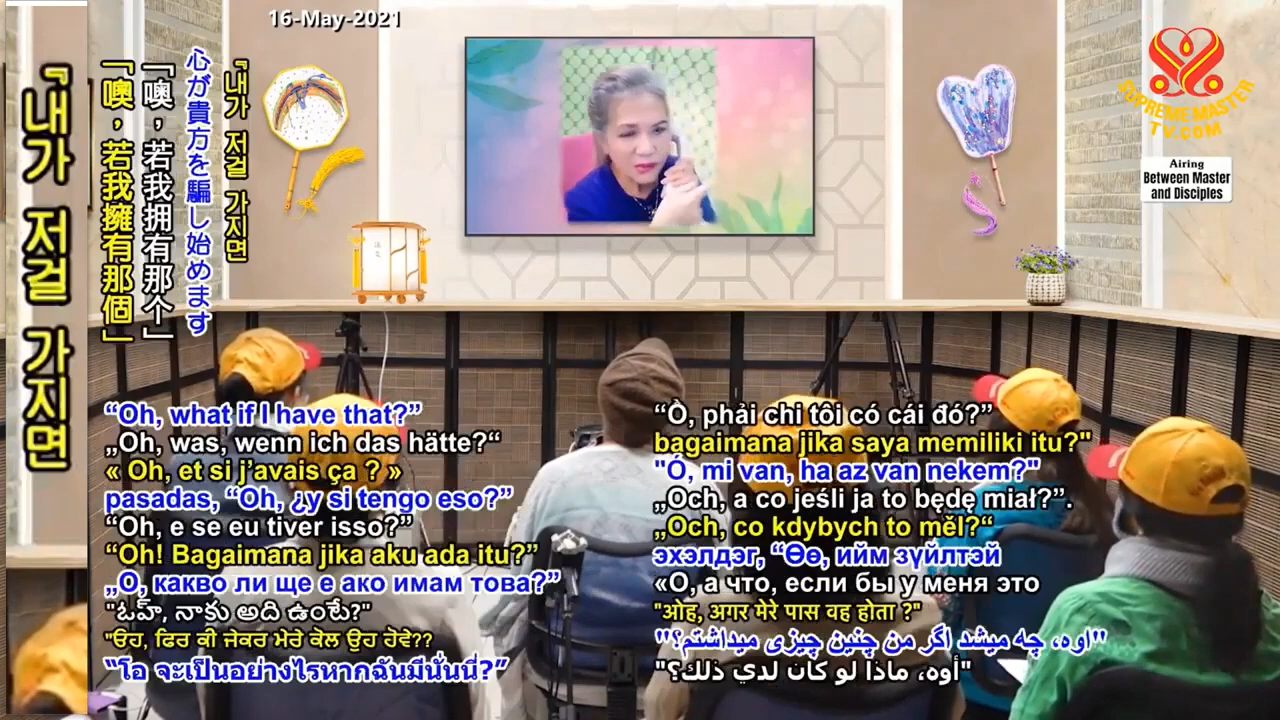 16-May-2021
SUPREME MASTER
TV.COM
Airing
Between Master
and Disciples
『내가 저걸 가지면
「噢，若我擁有那個」
「噢，若我拥有那个」
心が貴方を騙し始めます
『내가 저걸 가지면
“Oh, what if I have that?”
„Oh, was, wenn ich das hätte?“
« Oh, et si j’avais ça ? »
pasadas, “Oh, ¿y si tengo eso?”
“Oh, e se eu tiver isso?”
“Oh! Bagaimana jika aku ada itu?”
„О, какво ли ще е ако имам това?”
"ఓహ్, నాకు అది ఉంటే?"
"ਓਹ, ਫਿਰ ਕੀ ਜੇਕਰ ਮੇਰੇ ਕੋਲ ਉਹ ਹੋਵੇ??
“โอ จะเป็นอย่างไรหากฉันมีนั่นนี่?”
“Ồ, phải chi tôi có cái đó?”
bagaimana jika saya memiliki itu?"
"Ó, mi van, ha az van nekem?"
„Och, a co jeśli ja to będę miał?”.
„Och, co kdybych to měl?“
эхэлдэг, “Өө, ийм зүйлтэй
«О, а что, если бы у меня это
"ओह, अगर मेरे पास वह होता ?"
"اوه، چه میشد اگر من چنین چیزی میداشتم؟"
"أوه، ماذا لو كان لدي ذلك؟"